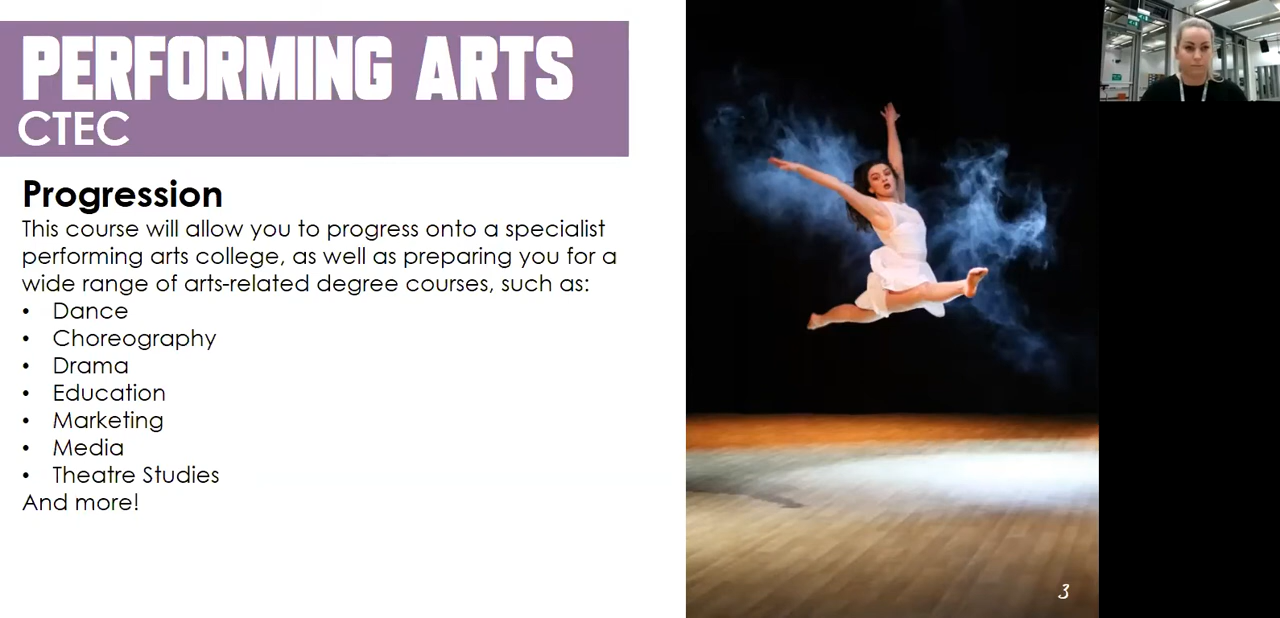 PERFORMING ARTS
CTEC
Progression
This course will allow you to progress onto a specialist
performing arts college, as well as preparing you for a
wide range of arts-related degree courses, such as:
• Dance
• Choreography
• Drama
• Education
• Marketing
• Media
• Theatre Studies
And more!
3